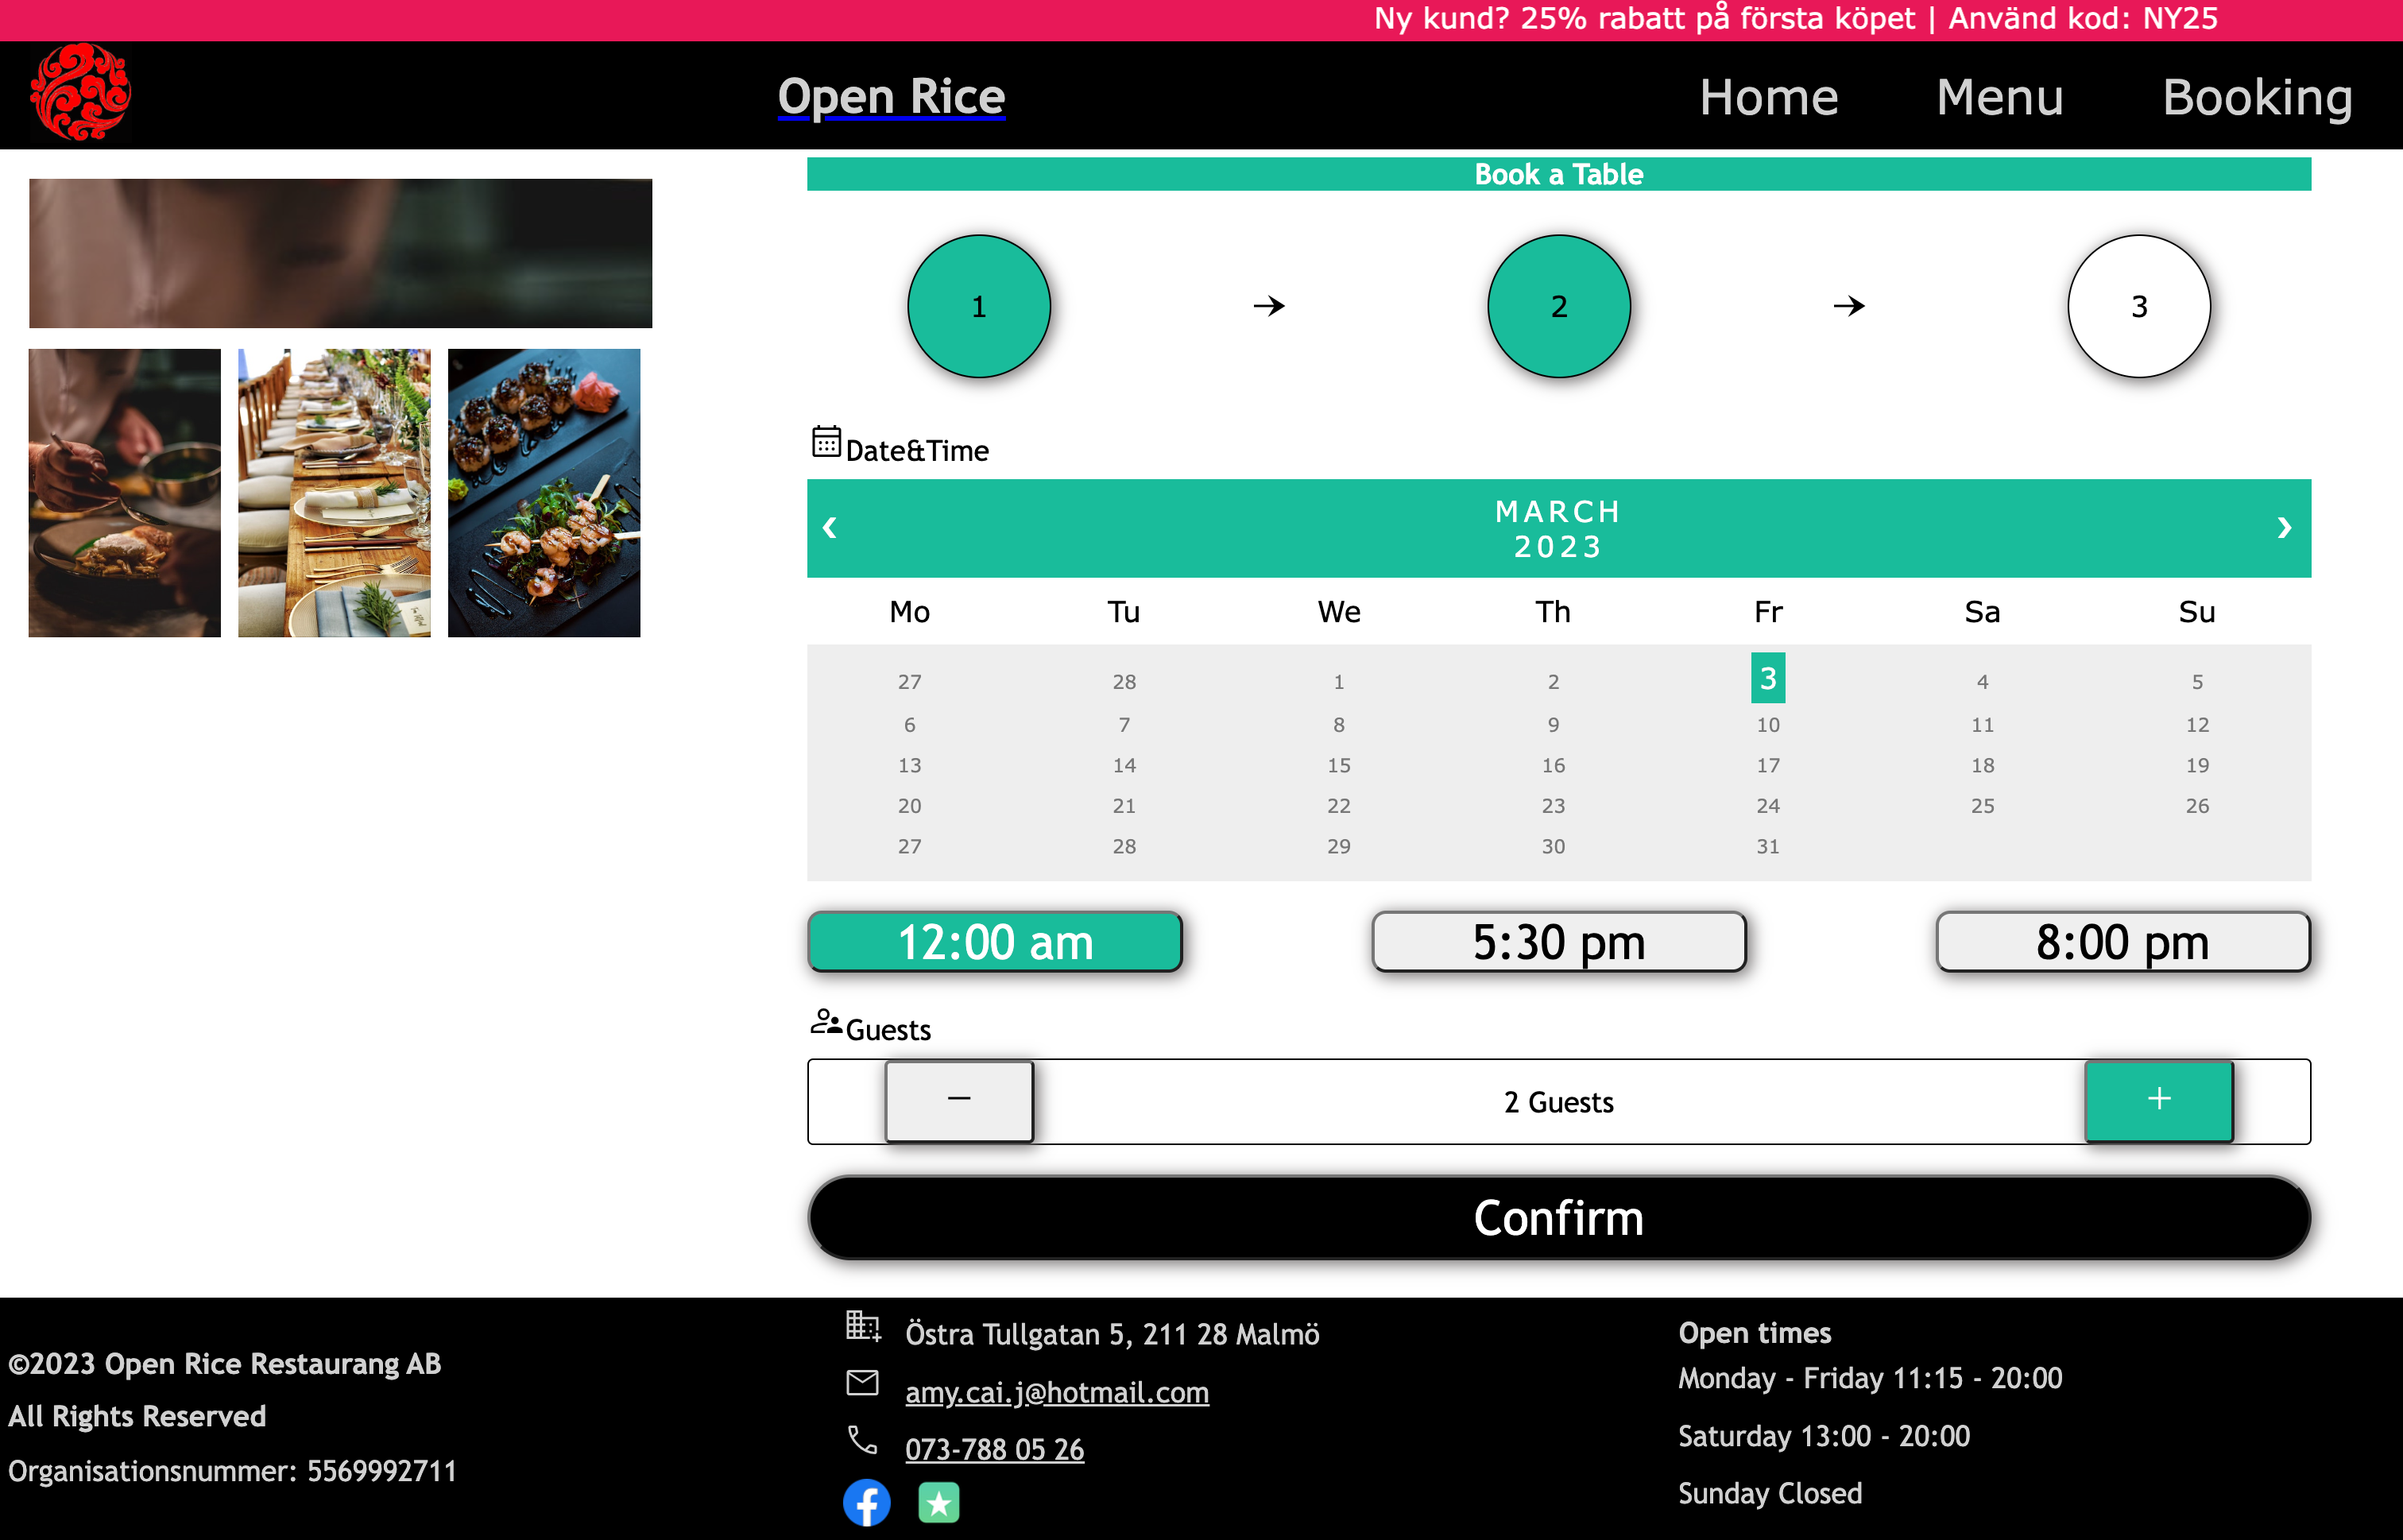 Ny kund? 25% rabatt på första köpet | Använd kod: NY25
Open Rice
Home Menu Booking
Book a Table
1 → 2 → 3
Date&Time
‹ MARCH ›
2023
Mo Tu We Th Fr Sa Su
27 28 1 2 3 4 5
6 7 8 9 10 11 12
13 14 15 16 17 18 19
20 21 22 23 24 25 26
27 28 29 30 31
12:00 am 5:30 pm 8:00 pm
Guests
− 2 Guests +
Confirm
©2023 Open Rice Restaurang AB
All Rights Reserved
Organisationsnummer: 5569992711
Östra Tullgatan 5, 211 28 Malmö
amy.cai.j@hotmail.com
073-788 05 26
Open times
Monday - Friday 11:15 - 20:00
Saturday 13:00 - 20:00
Sunday Closed